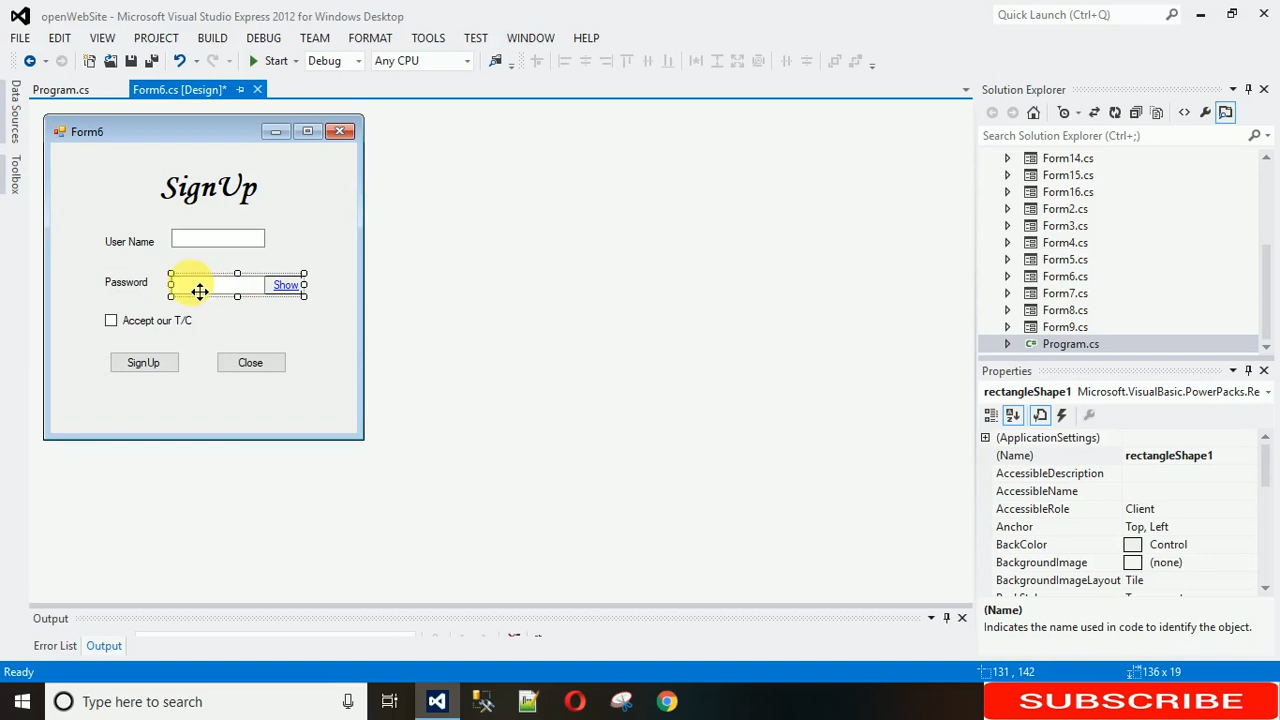 openWebSite - Microsoft Visual Studio Express 2012 for Windows Desktop
Quick Launch (Ctrl+Q)
FILE EDIT VIEW PROJECT BUILD DEBUG TEAM FORMAT TOOLS TEST WINDOW HELP
Start Debug Any CPU
Data Sources
Toolbox
Program.cs
Form6.cs [Design]*
Form6
SignUp
User Name
Password
Show
Accept our T/C
SignUp
Close
Solution Explorer
Search Solution Explorer (Ctrl+;)
Form14.cs
Form15.cs
Form16.cs
Form2.cs
Form3.cs
Form4.cs
Form5.cs
Form6.cs
Form7.cs
Form8.cs
Form9.cs
Program.cs
Properties
rectangleShape1 Microsoft.VisualBasic.PowerPacks.Re
(ApplicationSettings)
(Name) rectangleShape1
AccessibleDescription
AccessibleName
AccessibleRole Client
Anchor Top, Left
BackColor Control
BackgroundImage (none)
BackgroundImageLayout Tile
(Name)
Indicates the name used in code to identify the object.
Output
Error List Output
Ready
131 , 142
136 x 19
Type here to search
SUBSCRIBE